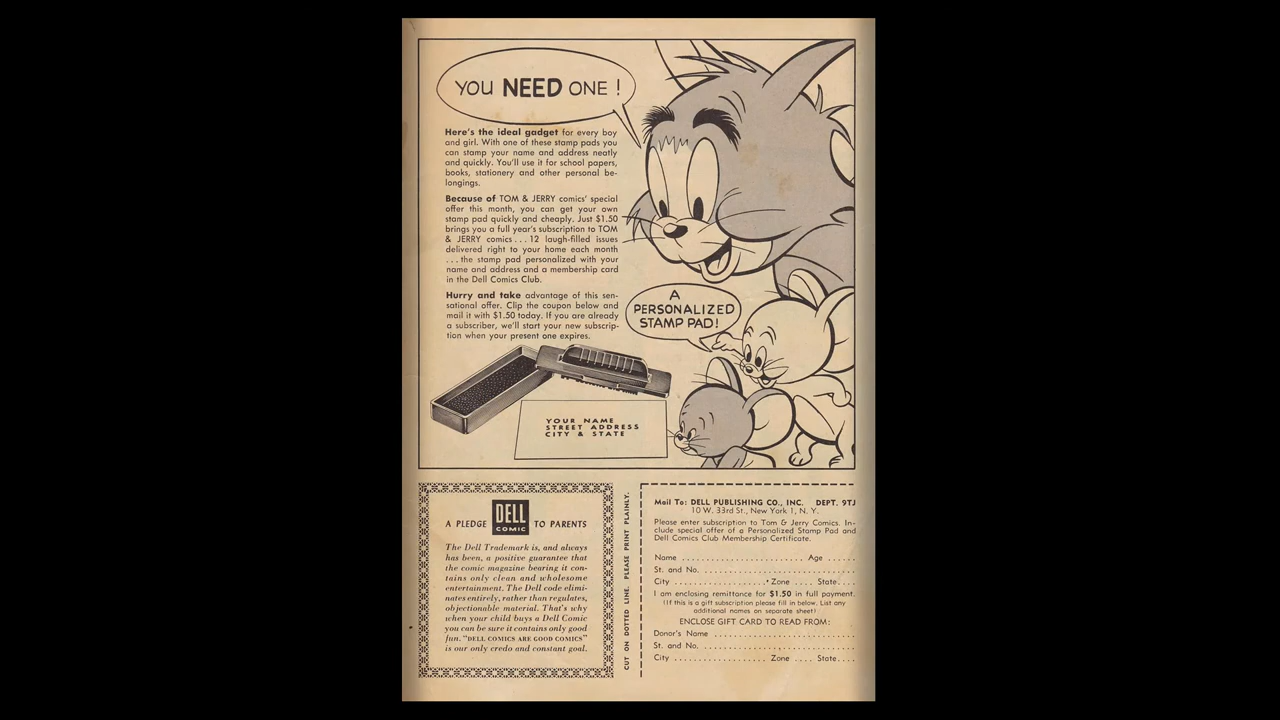 YOU NEED ONE !
Here's the ideal gadget for every boy
and girl. With one of these stamp pads you
can stamp your name and address neatly
and quickly. You'll use it for school papers,
books, stationery and other personal be-
longings.
Because of TOM & JERRY comics' special
offer this month, you can get your own
stamp pad quickly and cheaply. Just $1.50
brings you a full year's subscription to TOM
& JERRY comics . . . 12 laugh-filled issues
delivered right to your home each month
. . . the stamp pad personalized with your
name and address and a membership card
in the Dell Comics Club.
Hurry and take advantage of this sen-
sational offer. Clip the coupon below and
mail it with $1.50 today. If you are already
a subscriber, we'll start your new subscrip-
tion when your present one expires.
A
PERSONALIZED
STAMP PAD!
YOUR NAME
STREET ADDRESS
CITY & STATE
A PLEDGE DELL COMIC TO PARENTS
The Dell Trademark is, and always
has been, a positive guarantee that
the comic magazine bearing it con-
tains only clean and wholesome
entertainment. The Dell code elimi-
nates entirely, rather than regulates,
objectionable material. That's why
when your child buys a Dell Comic
you can be sure it contains only good
fun. "DELL COMICS ARE GOOD COMICS"
is our only credo and constant goal.
CUT ON DOTTED LINE. PLEASE PRINT PLAINLY.
Mail To: DELL PUBLISHING CO., INC. DEPT. 9TJ
10 W. 33rd St., New York 1, N. Y.
Please enter subscription to Tom & Jerry Comics. In-
clude special offer of a Personalized Stamp Pad and
Dell Comics Club Membership Certificate.
Name . . . . . . . . . . . . . . . . . . . . Age . . . . . .
St. and No. . . . . . . . . . . . . . . . . . . . . . . . . . .
City . . . . . . . . . . . . . . . . . . Zone . . . . State. . . .
I am enclosing remittance for $1.50 in full payment.
(If this is a gift subscription please fill in below. List any
additional names on separate sheet)
ENCLOSE GIFT CARD TO READ FROM:
Donor's Name . . . . . . . . . . . . . . . . . . . . . . . .
St. and No. . . . . . . . . . . . . . . . . . . . . . . . . . .
City . . . . . . . . . . . . . . . . . . Zone . . . . State. . . .